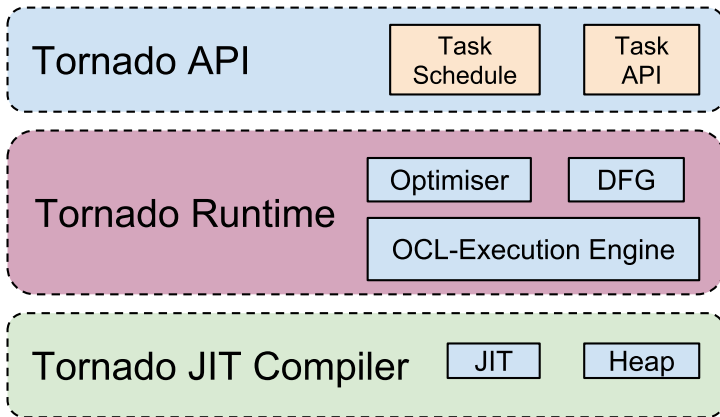 Tornado API
Task
Schedule
Task
API
Tornado Runtime
Optimiser
DFG
OCL-Execution Engine
Tornado JIT Compiler
JIT
Heap